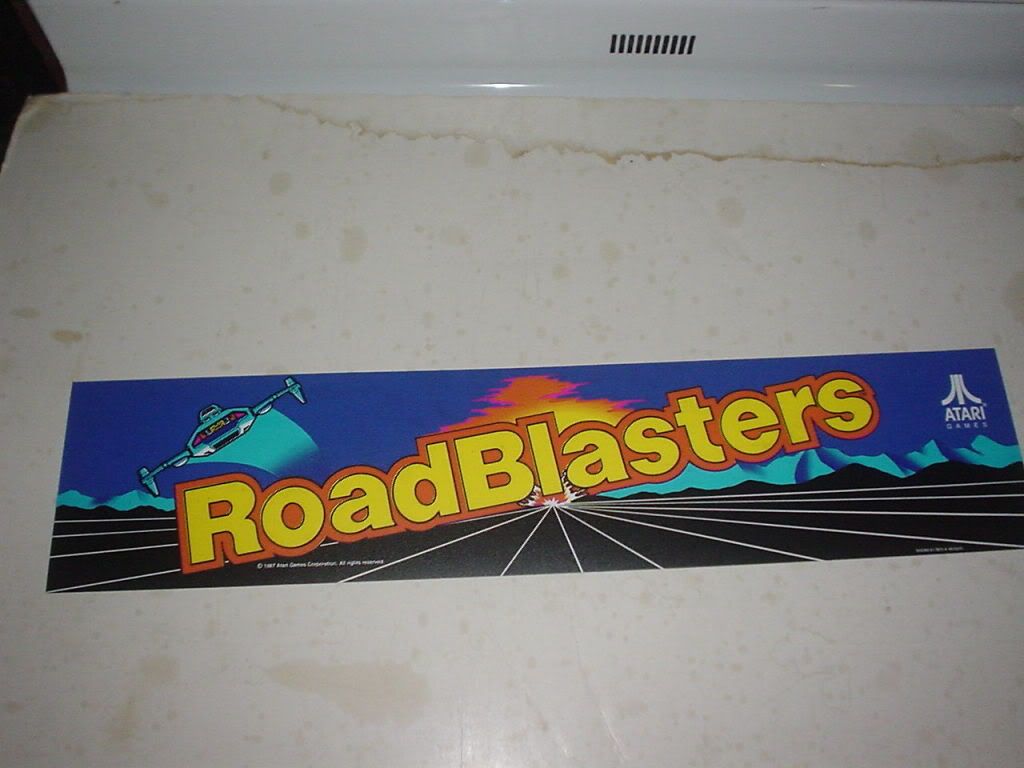 RoadBlasters
ATARI
GAMES
© 1987 Atari Games Corporation. All rights reserved.